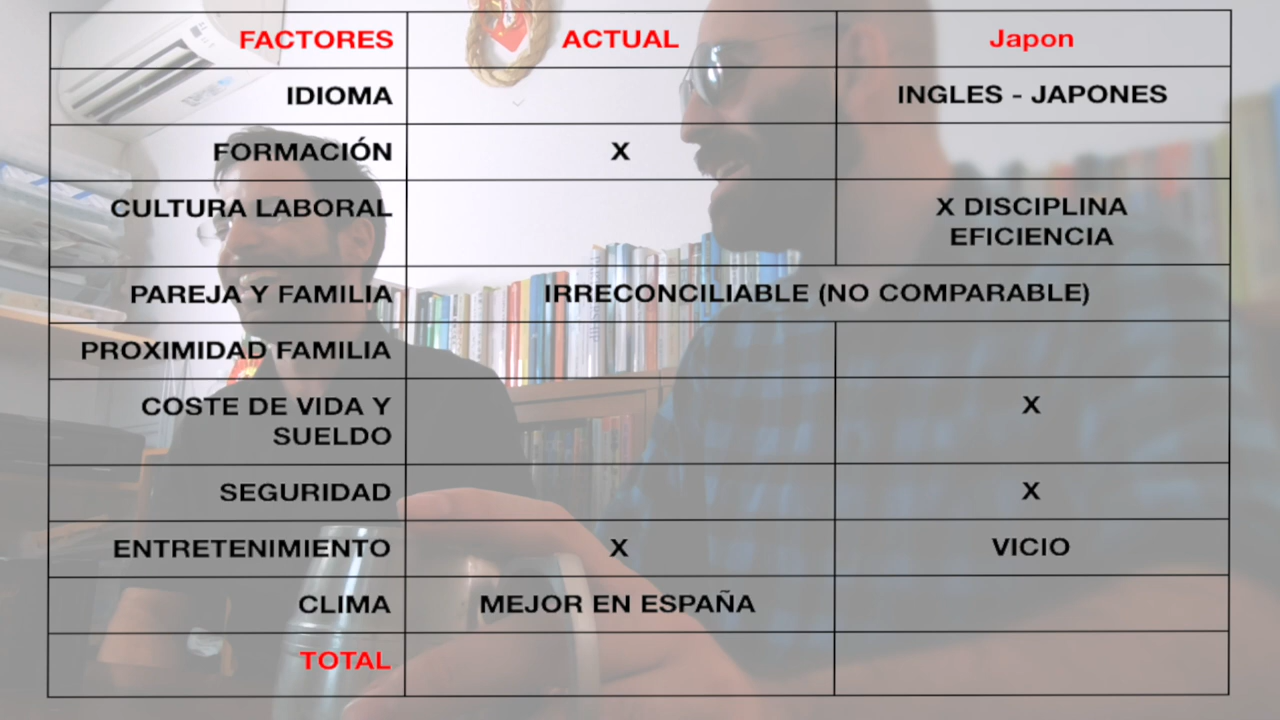 FACTORES ACTUAL Japon
IDIOMA INGLES - JAPONES
FORMACIÓN X
CULTURA LABORAL X DISCIPLINA
EFICIENCIA
PAREJA Y FAMILIA IRRECONCILIABLE (NO COMPARABLE)
PROXIMIDAD FAMILIA
COSTE DE VIDA Y X
SUELDO
SEGURIDAD X
ENTRETENIMIENTO X VICIO
CLIMA MEJOR EN ESPAÑA
TOTAL